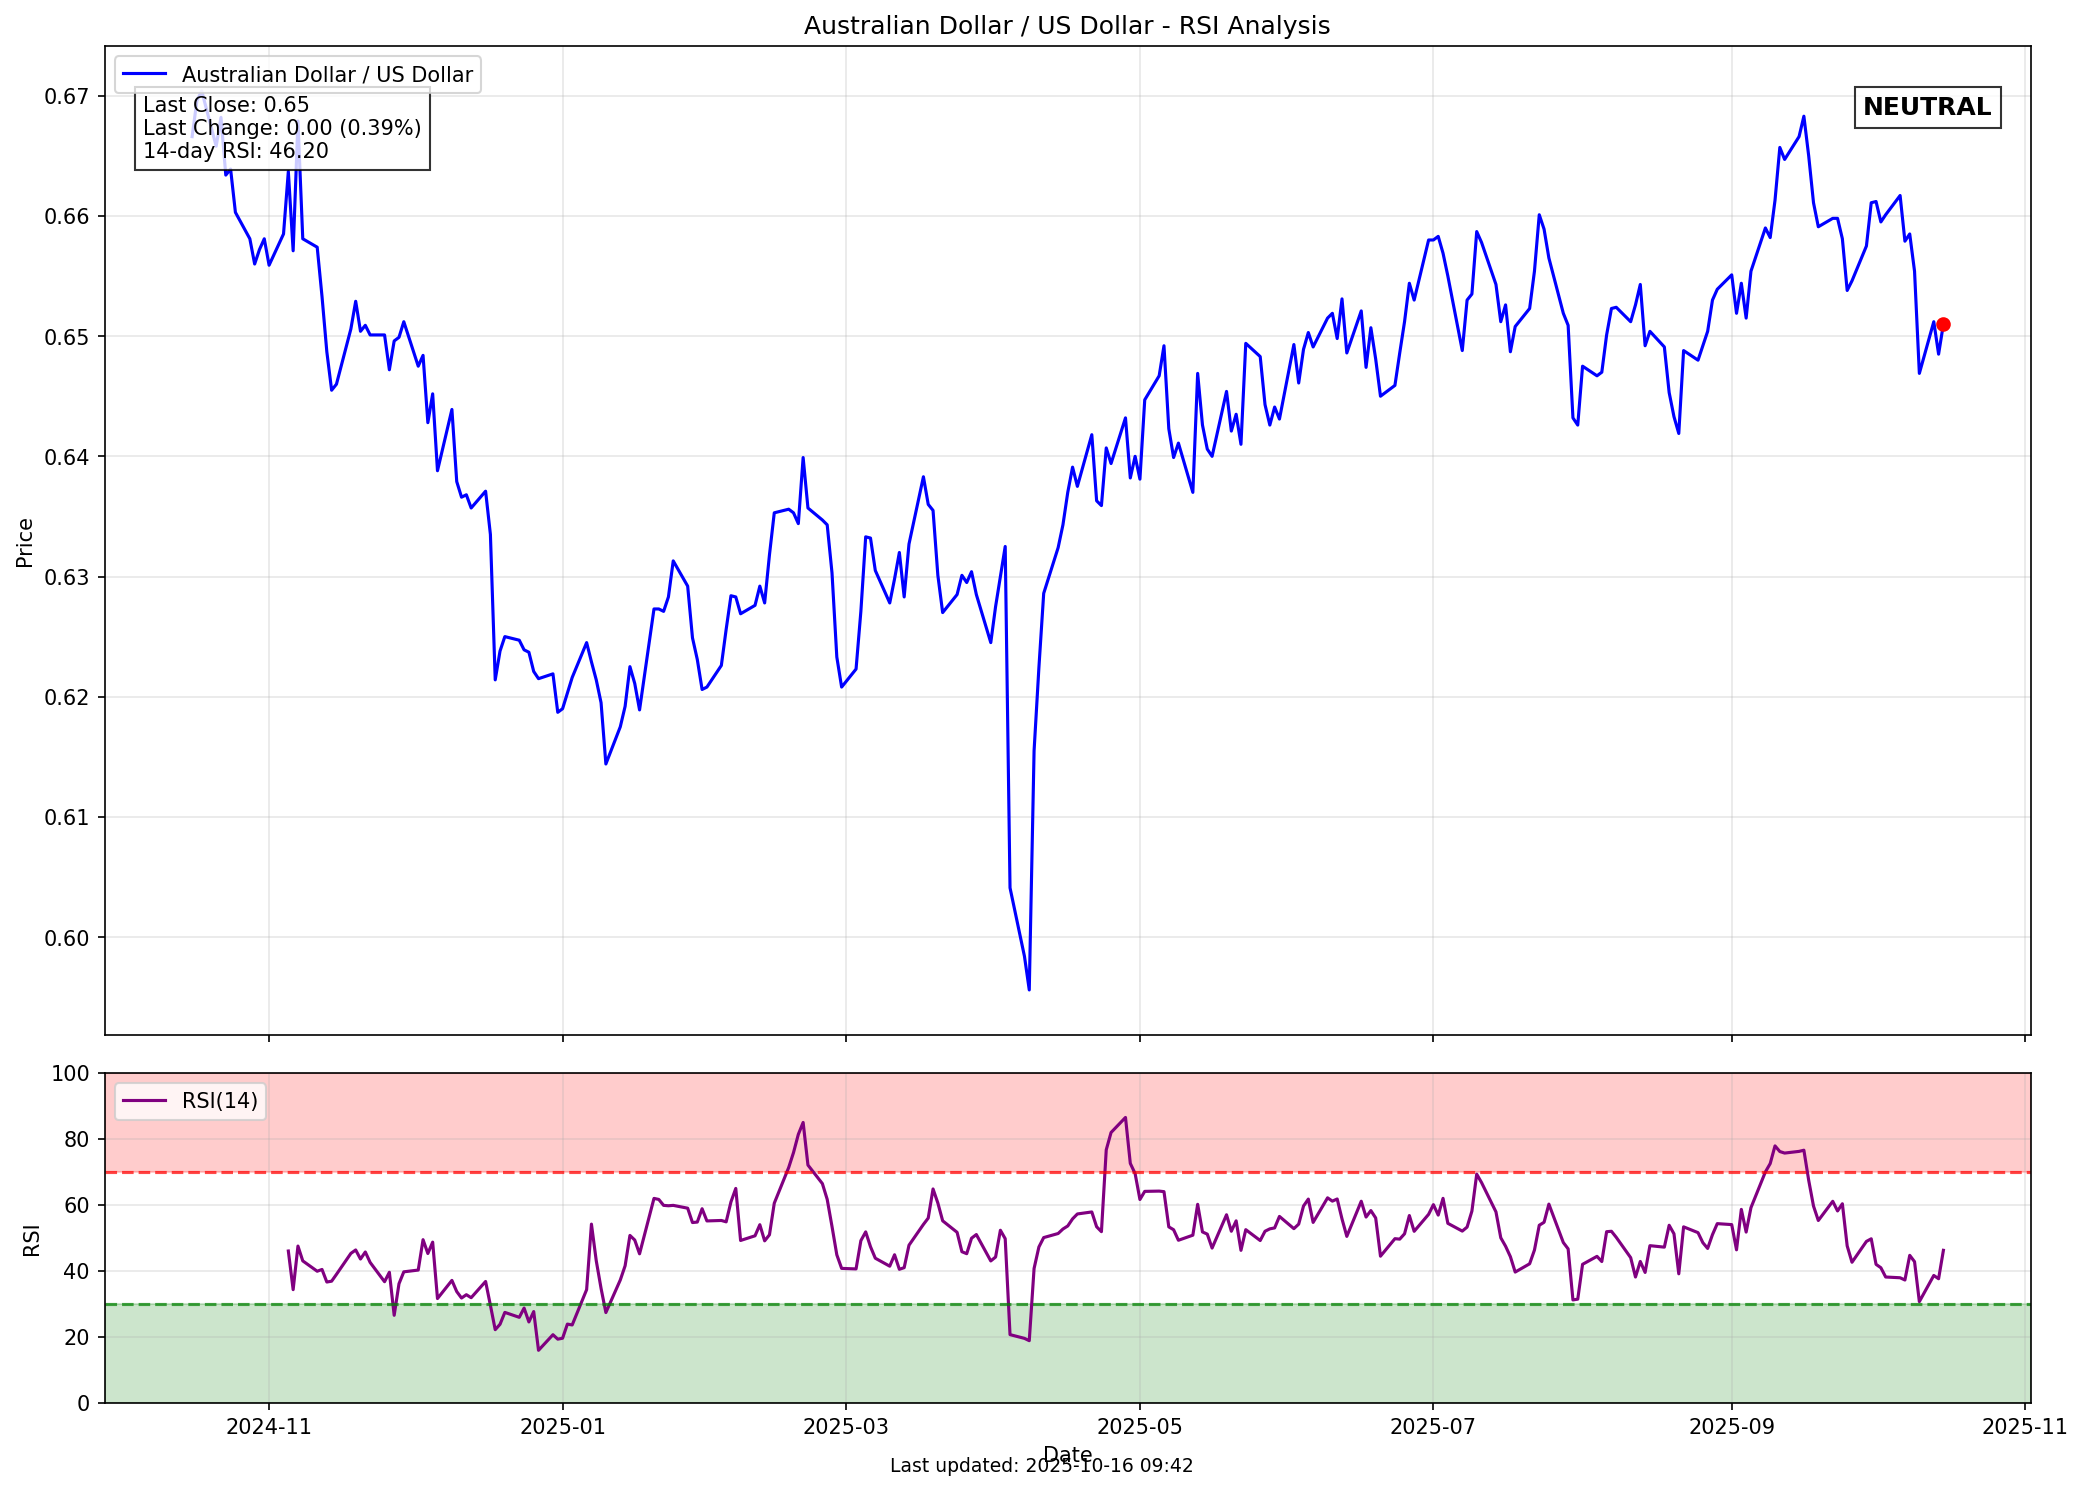 Australian Dollar / US Dollar - RSI Analysis
Australian Dollar / US Dollar
Last Close: 0.65
Last Change: 0.00 (0.39%)
14-day RSI: 46.20
NEUTRAL
Price
0.67
0.66
0.65
0.64
0.63
0.62
0.61
0.60
RSI(14)
RSI
100
80
60
40
20
0
2024-11
2025-01
2025-03
2025-05
2025-07
2025-09
2025-11
Date
Last updated: 2025-10-16 09:42